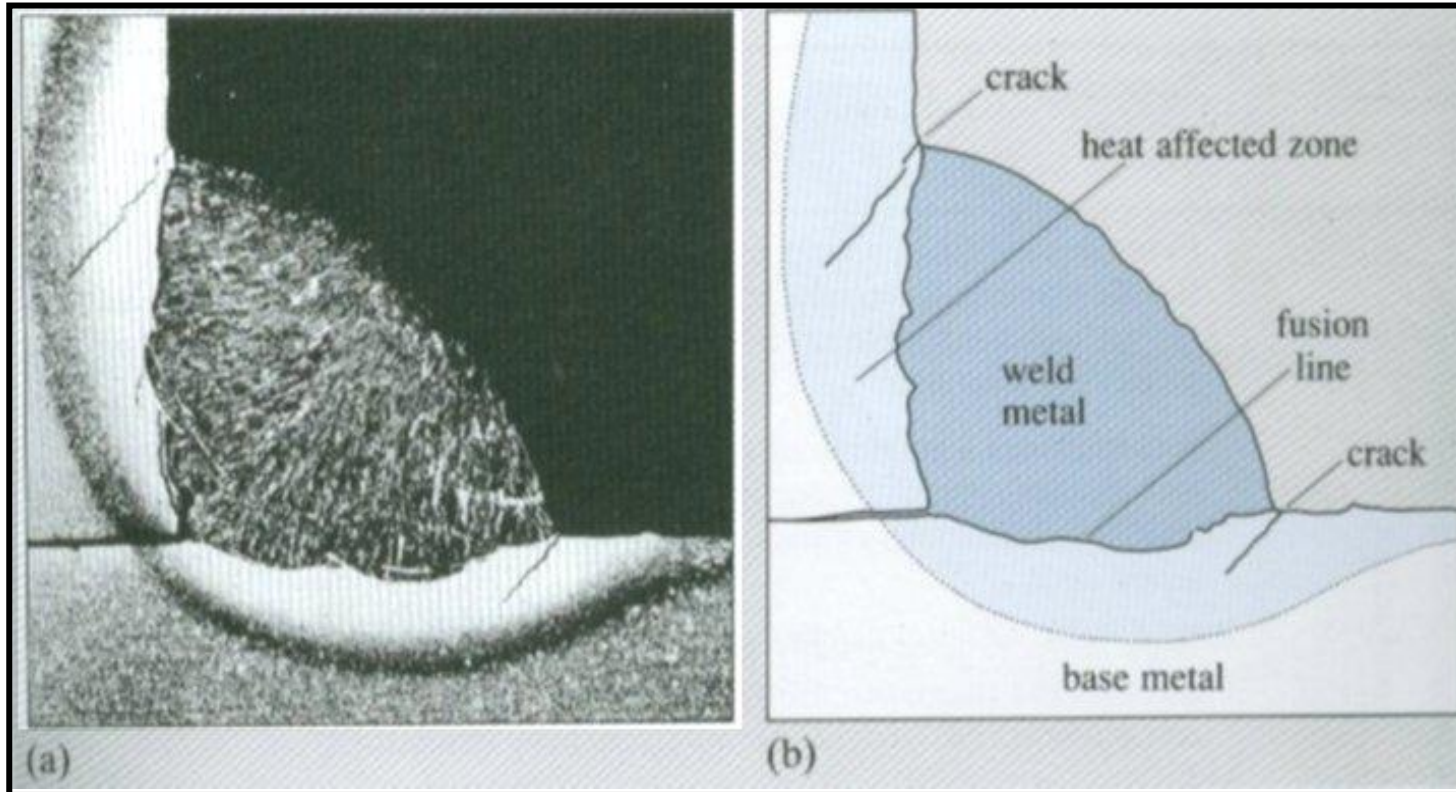 crack
heat affected zone
fusion
line
weld
metal
crack
base metal
(a)
(b)